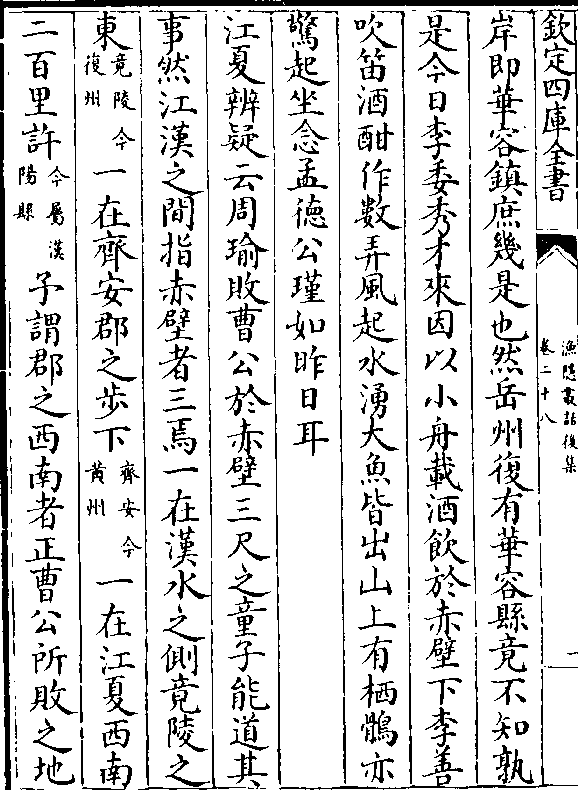 欽定四庫全書
漁隱叢話後集
卷二十八
岸即華容鎮庶幾是也然岳州復有華容縣竟不知孰
是今日李委秀才來因以小舟載酒飲於赤壁下李善
吹笛酒酣作數弄風起水湧大魚皆出山上有栖鶻亦
驚起坐念孟德公瑾如昨日耳
江夏辨疑云周瑜敗曹公於赤壁三尺之童子能道其
事然江漢之間指赤壁者三焉一在漢水之側竟陵之
東竟陵今復州一在齊安郡之步下齊安今黄州一在江夏西南
二百里許今屬漢陽縣予謂郡之西南者正曹公所敗之地